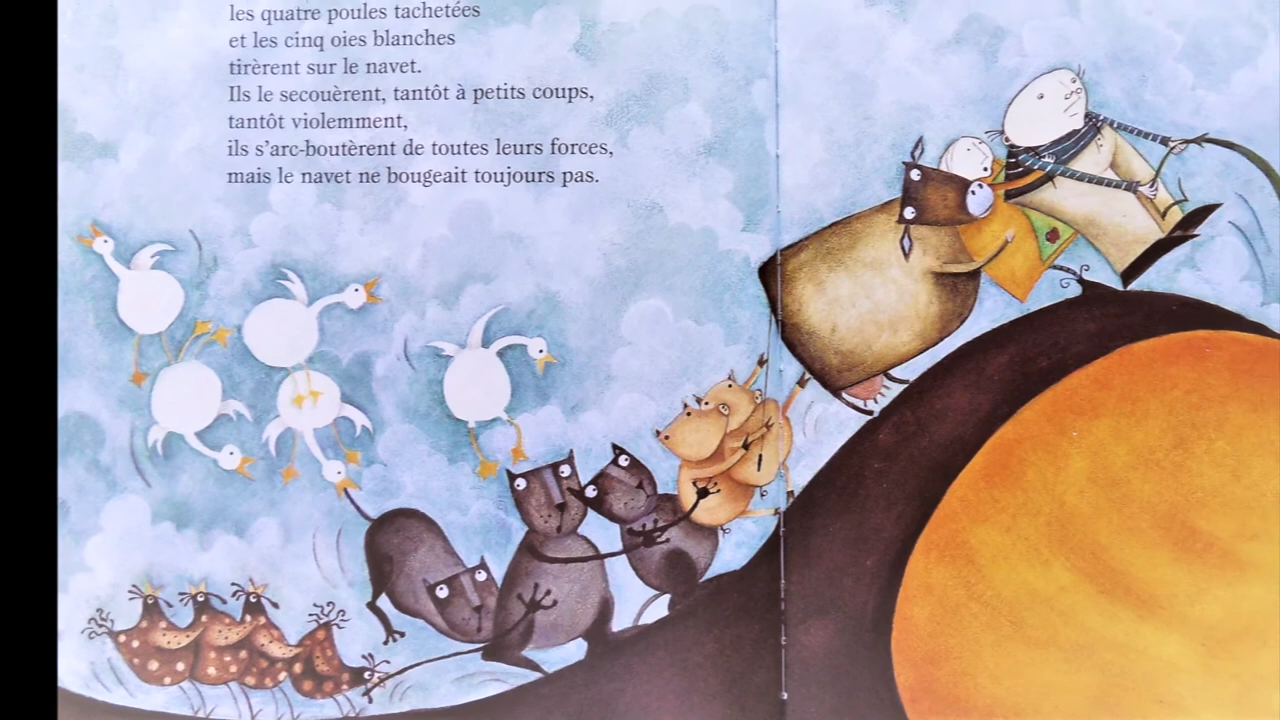 les quatre poules tachetées
et les cinq oies blanches
tirèrent sur le navet.
Ils le secouèrent, tantôt à petits coups,
tantôt violemment,
ils s'arc-boutèrent de toutes leurs forces,
mais le navet ne bougeait toujours pas.